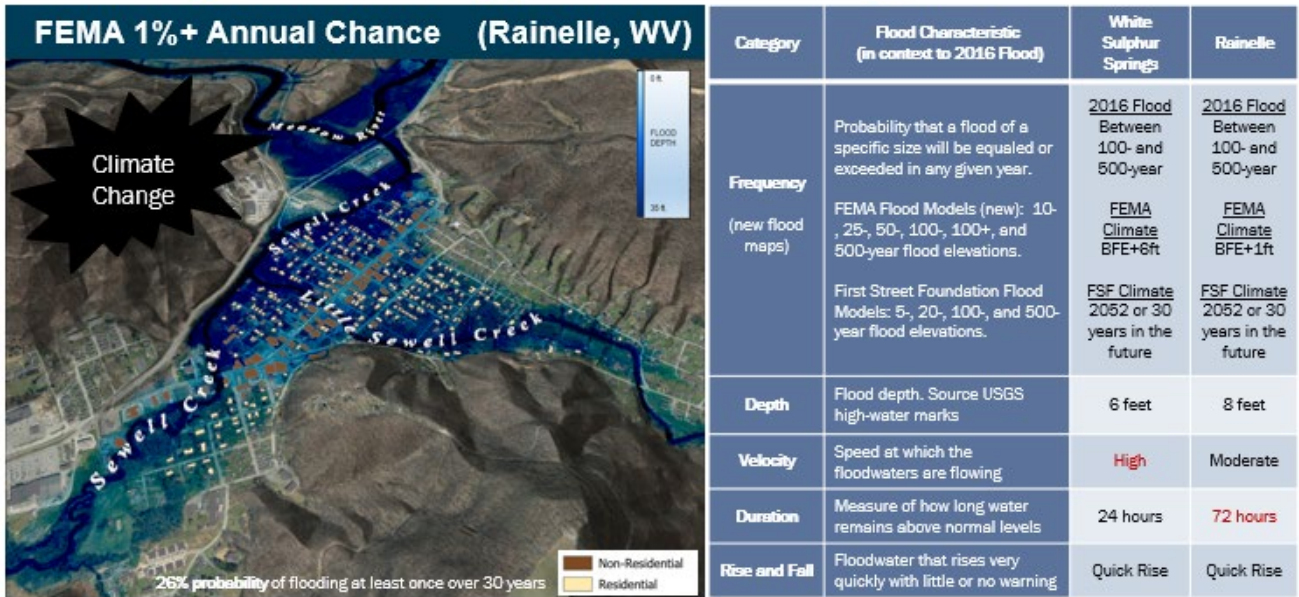 FEMA 1%+ Annual Chance (Rainelle, WV)
Climate
Change
0 ft.
FLOOD
DEPTH
35 ft.
Meadow River
Sewell Creek
Little Sewell Creek
Sewell Creek
26% probability of flooding at least once over 30 years
Non-Residential
Residential
Category
Flood Characteristic
(in context to 2016 Flood)
White
Sulphur
Springs
Rainelle
Frequency
(new flood
maps)
Probability that a flood of a
specific size will be equaled or
exceeded in any given year.
FEMA Flood Models (new): 10-
, 25-, 50-, 100-, 100+, and
500-year flood elevations.
First Street Foundation Flood
Models: 5-, 20-, 100-, and 500-
year flood elevations.
2016 Flood
Between
100- and
500-year
FEMA
Climate
BFE+6ft
FSF Climate
2052 or 30
years in the
future
2016 Flood
Between
100- and
500-year
FEMA
Climate
BFE+1ft
FSF Climate
2052 or 30
years in the
future
Depth
Flood depth. Source USGS
high-water marks
6 feet
8 feet
Velocity
Speed at which the
floodwaters are flowing
High
Moderate
Duration
Measure of how long water
remains above normal levels
24 hours
72 hours
Rise and Fall
Floodwater that rises very
quickly with little or no warning
Quick Rise
Quick Rise